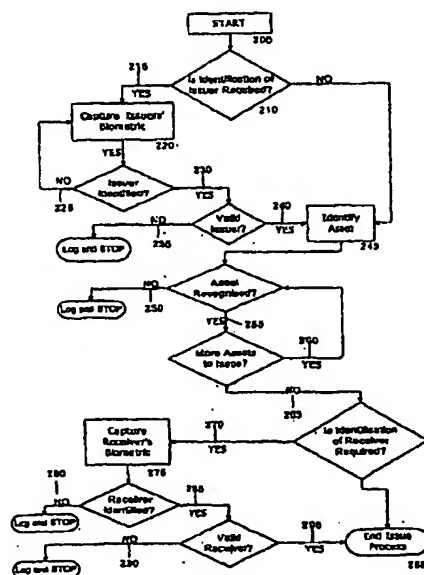 START
200
215
Is Identification of
Issuer Required?
NO
YES
210
Capture Issuers'
Biometric
220
YES
NO
225
Issuer
Identified?
230
YES
NO
235
Valid
Issuer?
240
YES
Identify
Asset
245
Log and STOP
Asset
Recognised?
NO
250
Log and STOP
YES
255
More Assets
to Issue?
260
YES
NO
265
Is Identification
of Receiver
Required?
270
YES
Capture
Receiver's
Biometric
275
280
NO
Receiver
Identified?
285
YES
Log and STOP
NO
290
Valid
Receiver?
295
YES
End Issue
Process
Log and STOP